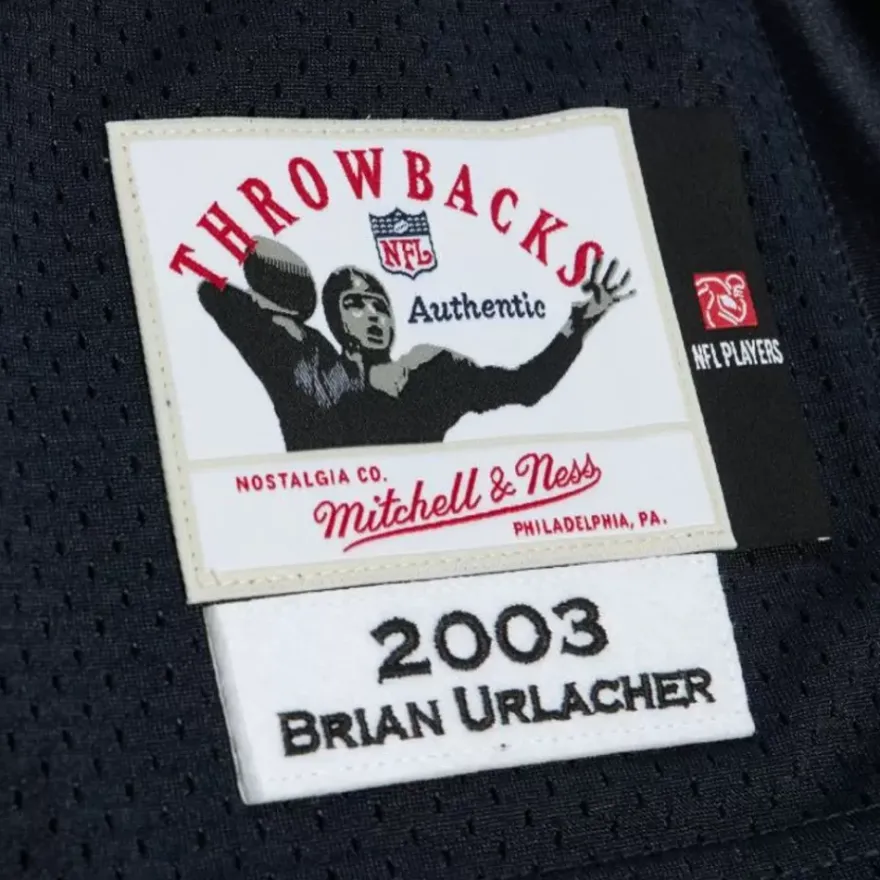 THROWBACKS
NFL
Authentic
NFL PLAYERS
NOSTALGIA CO.
Mitchell & Ness
PHILADELPHIA, PA.
2003
BRIAN URLACHER